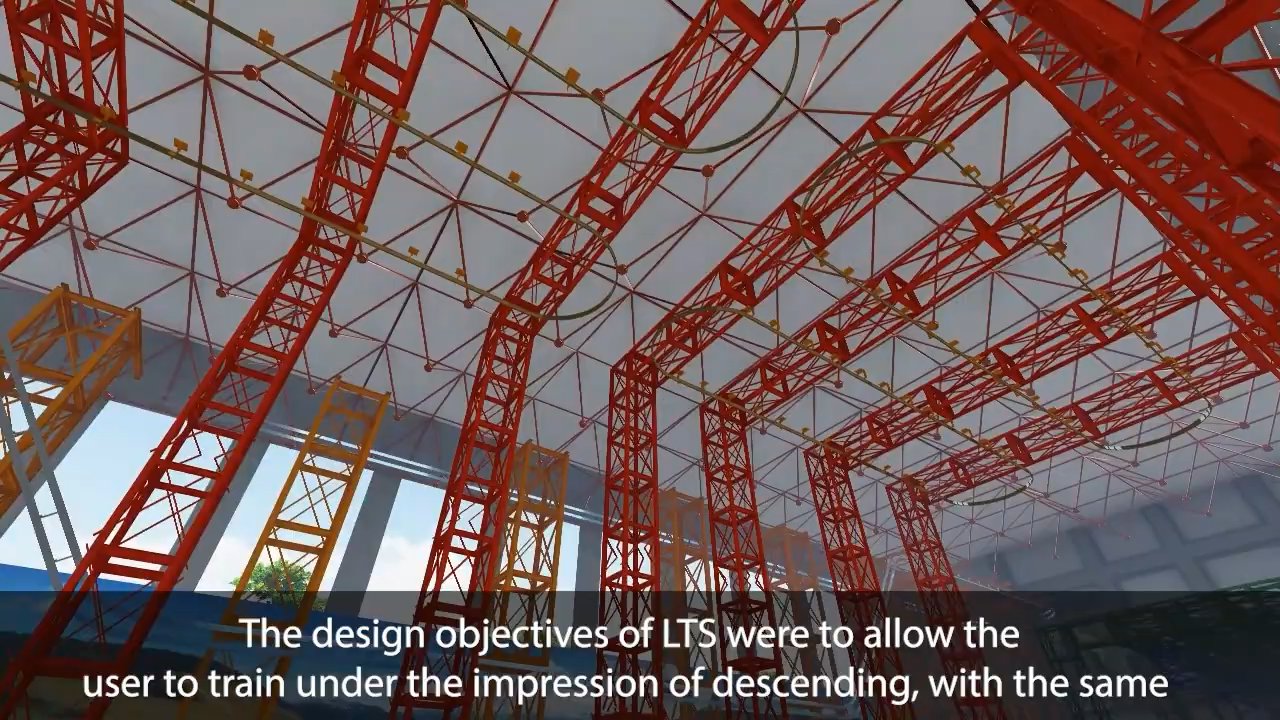 The design objectives of LTS were to allow the
user to train under the impression of descending, with the same